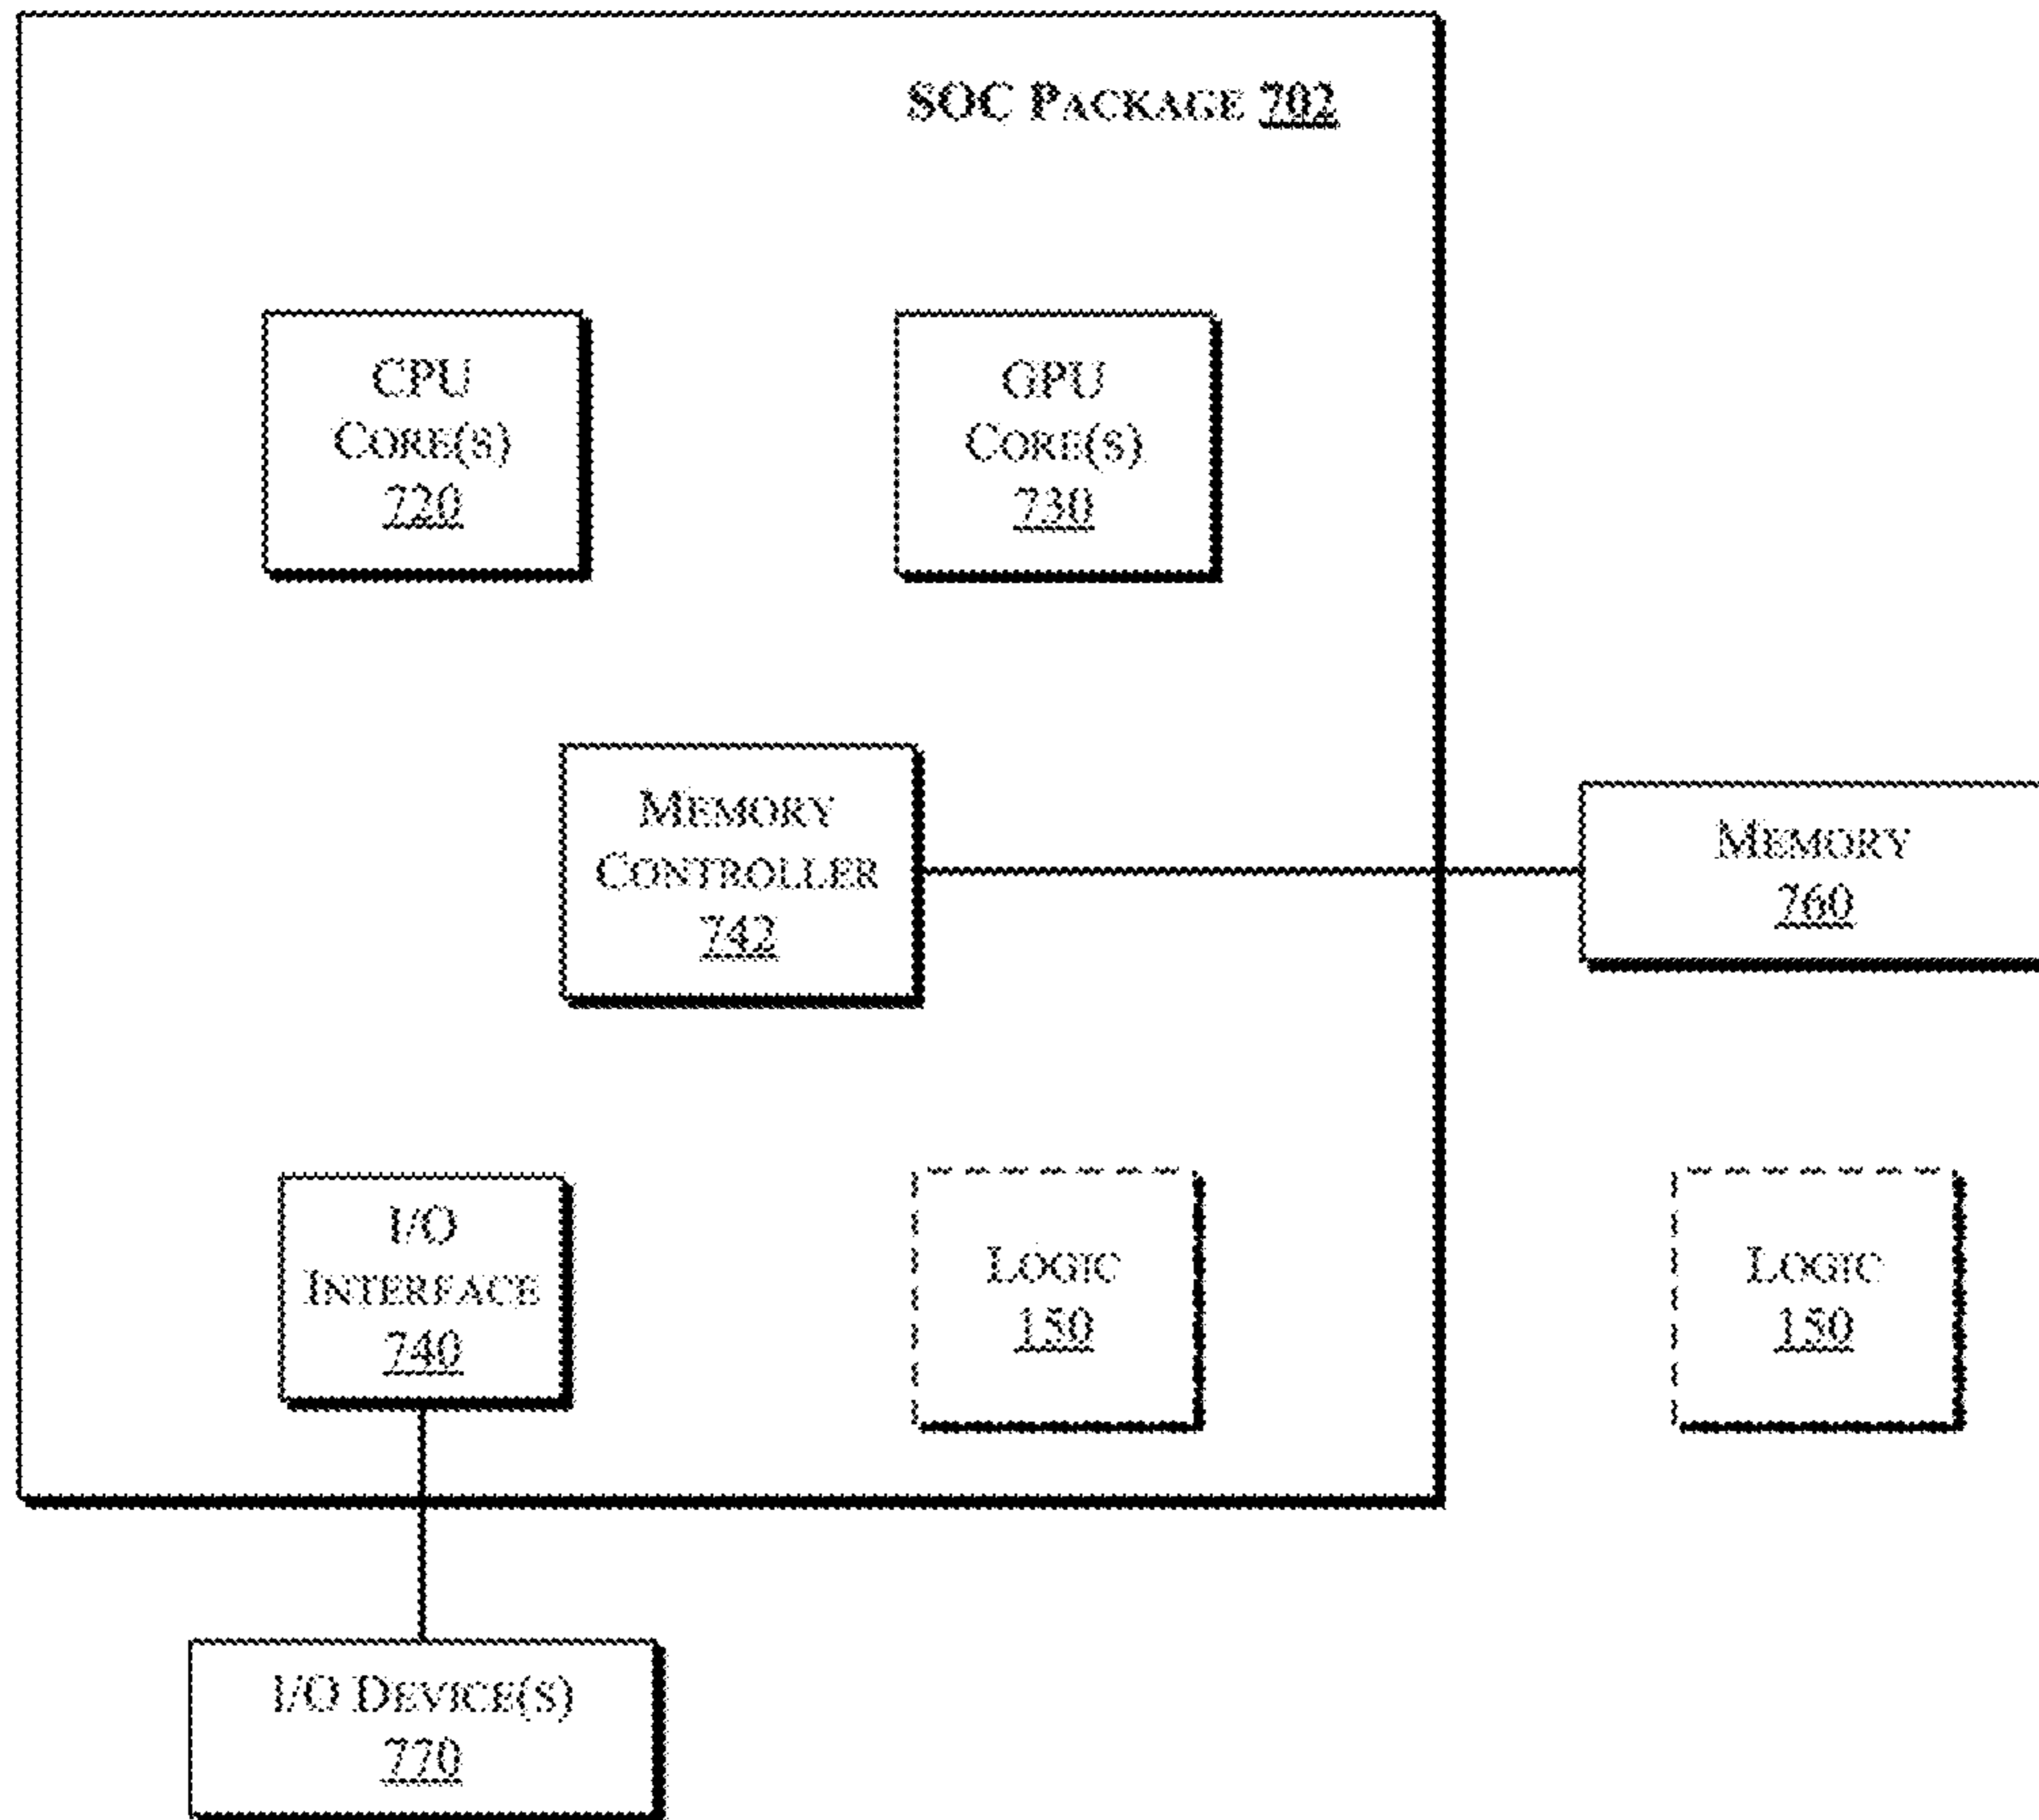 SOC PACKAGE 702
CPU
CORE(S)
720
GPU
CORE(S)
730
MEMORY
CONTROLLER
742
MEMORY
760
I/O
INTERFACE
740
LOGIC
150
LOGIC
150
I/O DEVICE(S)
770